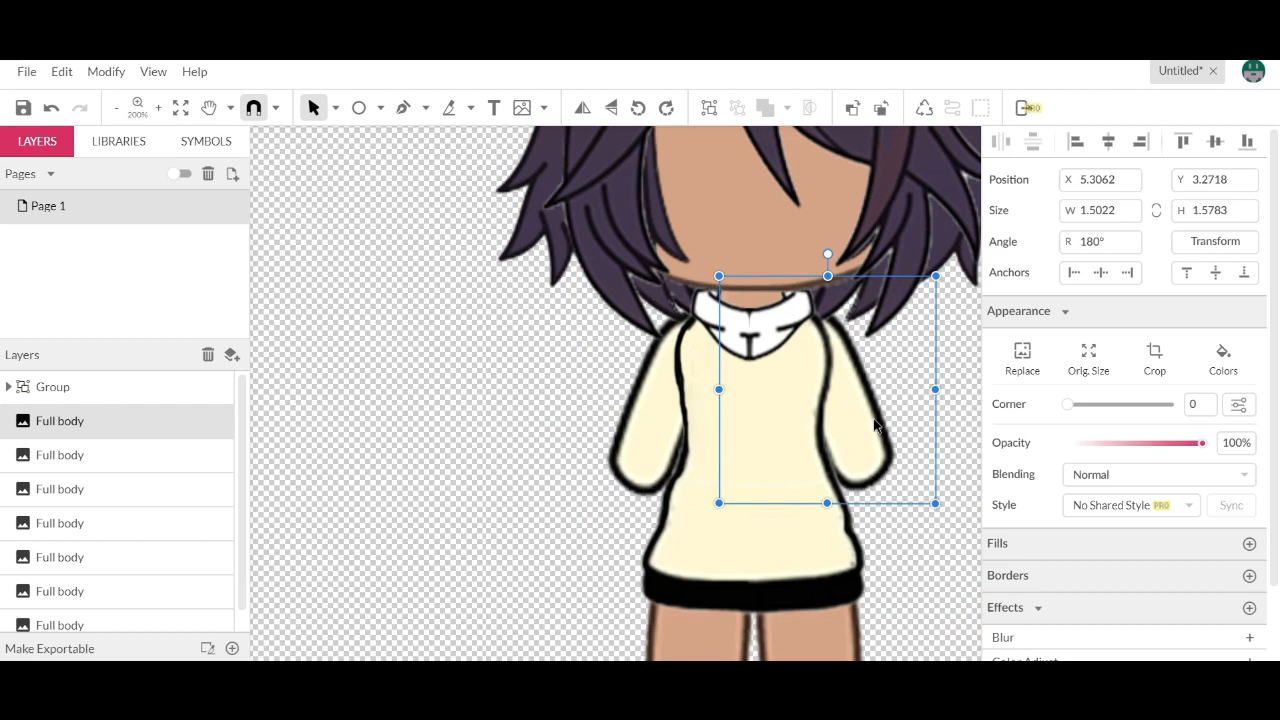 File Edit Modify View Help
Untitled*
200%
PRO
LAYERS LIBRARIES SYMBOLS
Pages
Page 1
Layers
Group
Full body
Full body
Full body
Full body
Full body
Full body
Full body
Make Exportable
Position X 5.3062 Y 3.2718
Size W 1.5022 H 1.5783
Angle R 180° Transform
Anchors
Appearance
Replace Orig. Size Crop Colors
Corner 0
Opacity 100%
Blending Normal
Style No Shared Style PRO Sync
Fills
Borders
Effects
Blur
Color Adjust